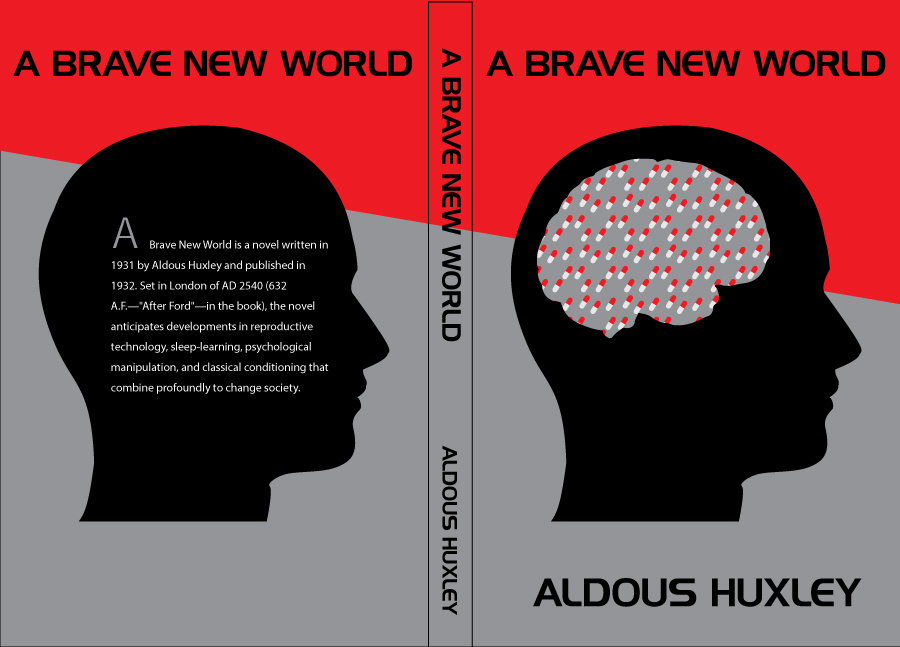 A BRAVE NEW WORLD
A Brave New World is a novel written in
1931 by Aldous Huxley and published in
1932. Set in London of AD 2540 (632
A.F.—"After Ford"—in the book), the novel
anticipates developments in reproductive
technology, sleep-learning, psychological
manipulation, and classical conditioning that
combine profoundly to change society.
A BRAVE NEW WORLD
ALDOUS HUXLEY
A BRAVE NEW WORLD
ALDOUS HUXLEY